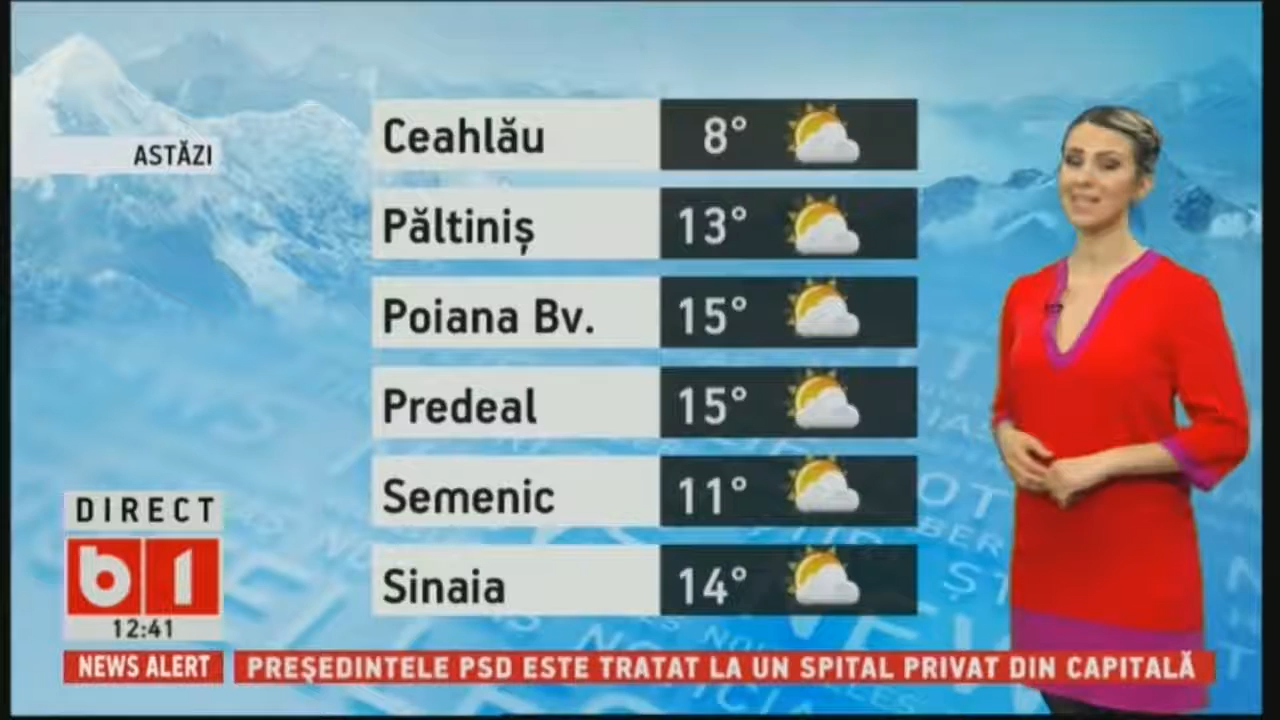 ASTĂZI
Ceahlău 8°
Păltiniș 13°
Poiana Bv. 15°
Predeal 15°
Semenic 11°
Sinaia 14°
DIRECT
b1
12:41
NEWS ALERT PREŞEDINTELE PSD ESTE TRATAT LA UN SPITAL PRIVAT DIN CAPITALĂ